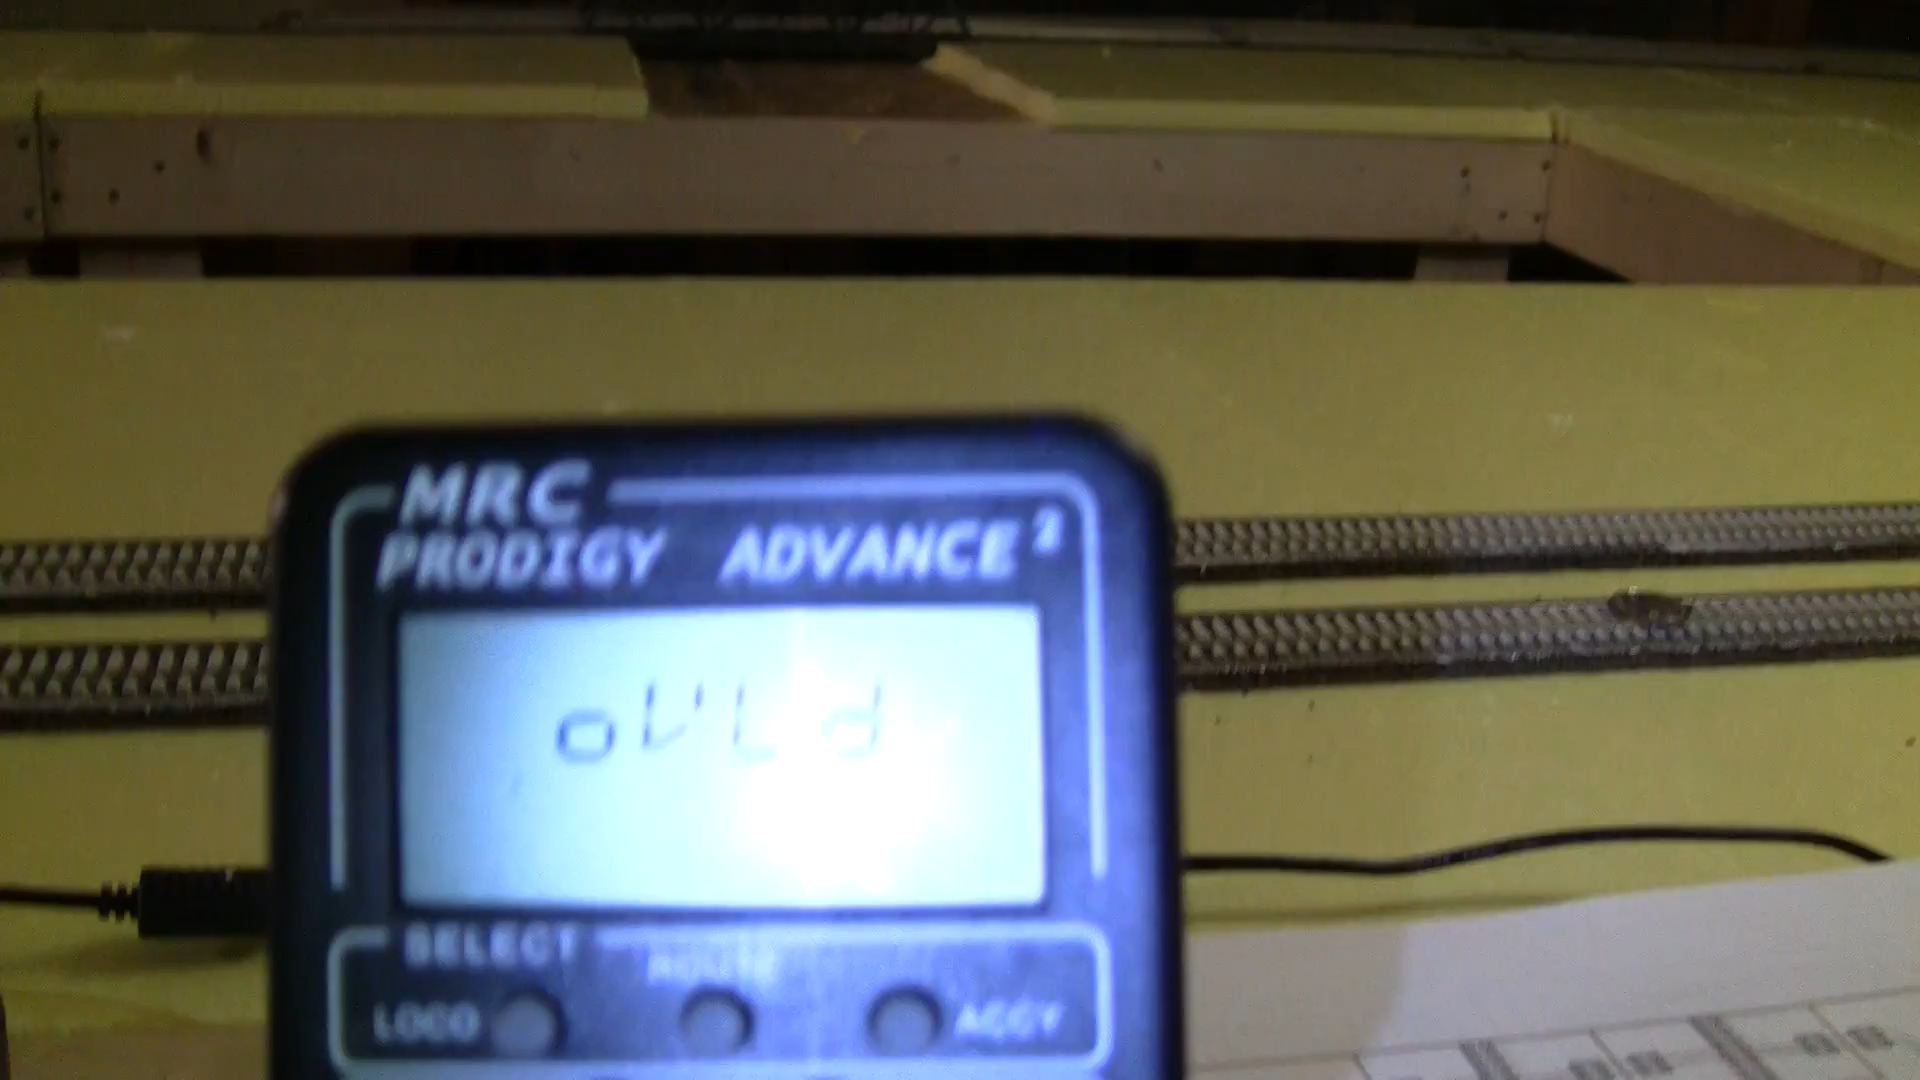 MRC
PRODIGY ADVANCE²
oVLd
SELECT
ROUTE
LOCO
ACCY